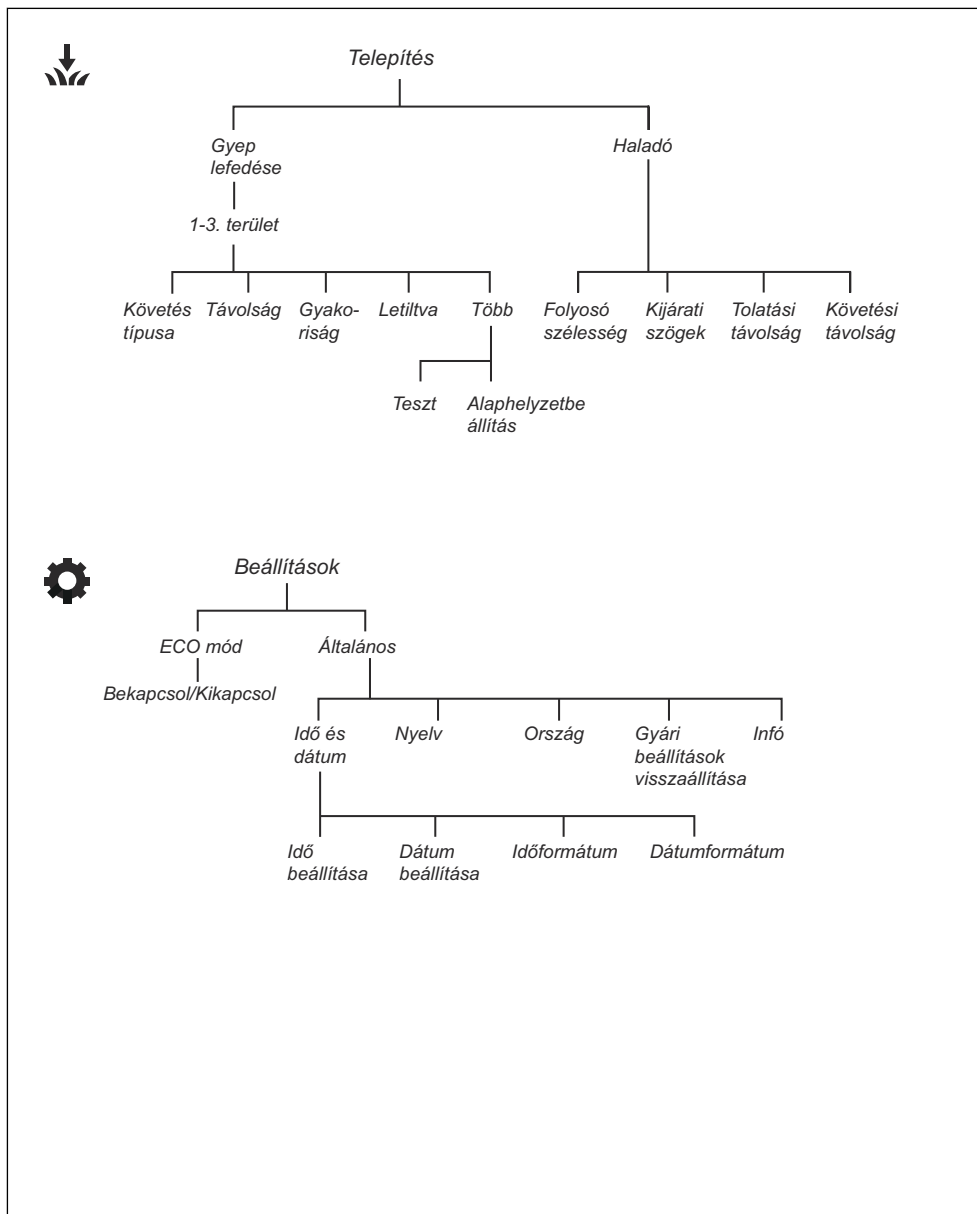 Telepítés
Gyep
lefedése
Haladó
1-3. terület
Követés
típusa
Távolság
Gyako-
riság
Letiltva
Több
Folyosó
szélesség
Kijárati
szögek
Tolatási
távolság
Követési
távolság
Teszt
Alaphelyzetbe
állítás
Beállítások
ECO mód
Általános
Bekapcsol/Kikapcsol
Idő és
dátum
Nyelv
Ország
Gyári
beállítások
visszaállítása
Infó
Idő
beállítása
Dátum
beállítása
Időformátum
Dátumformátum